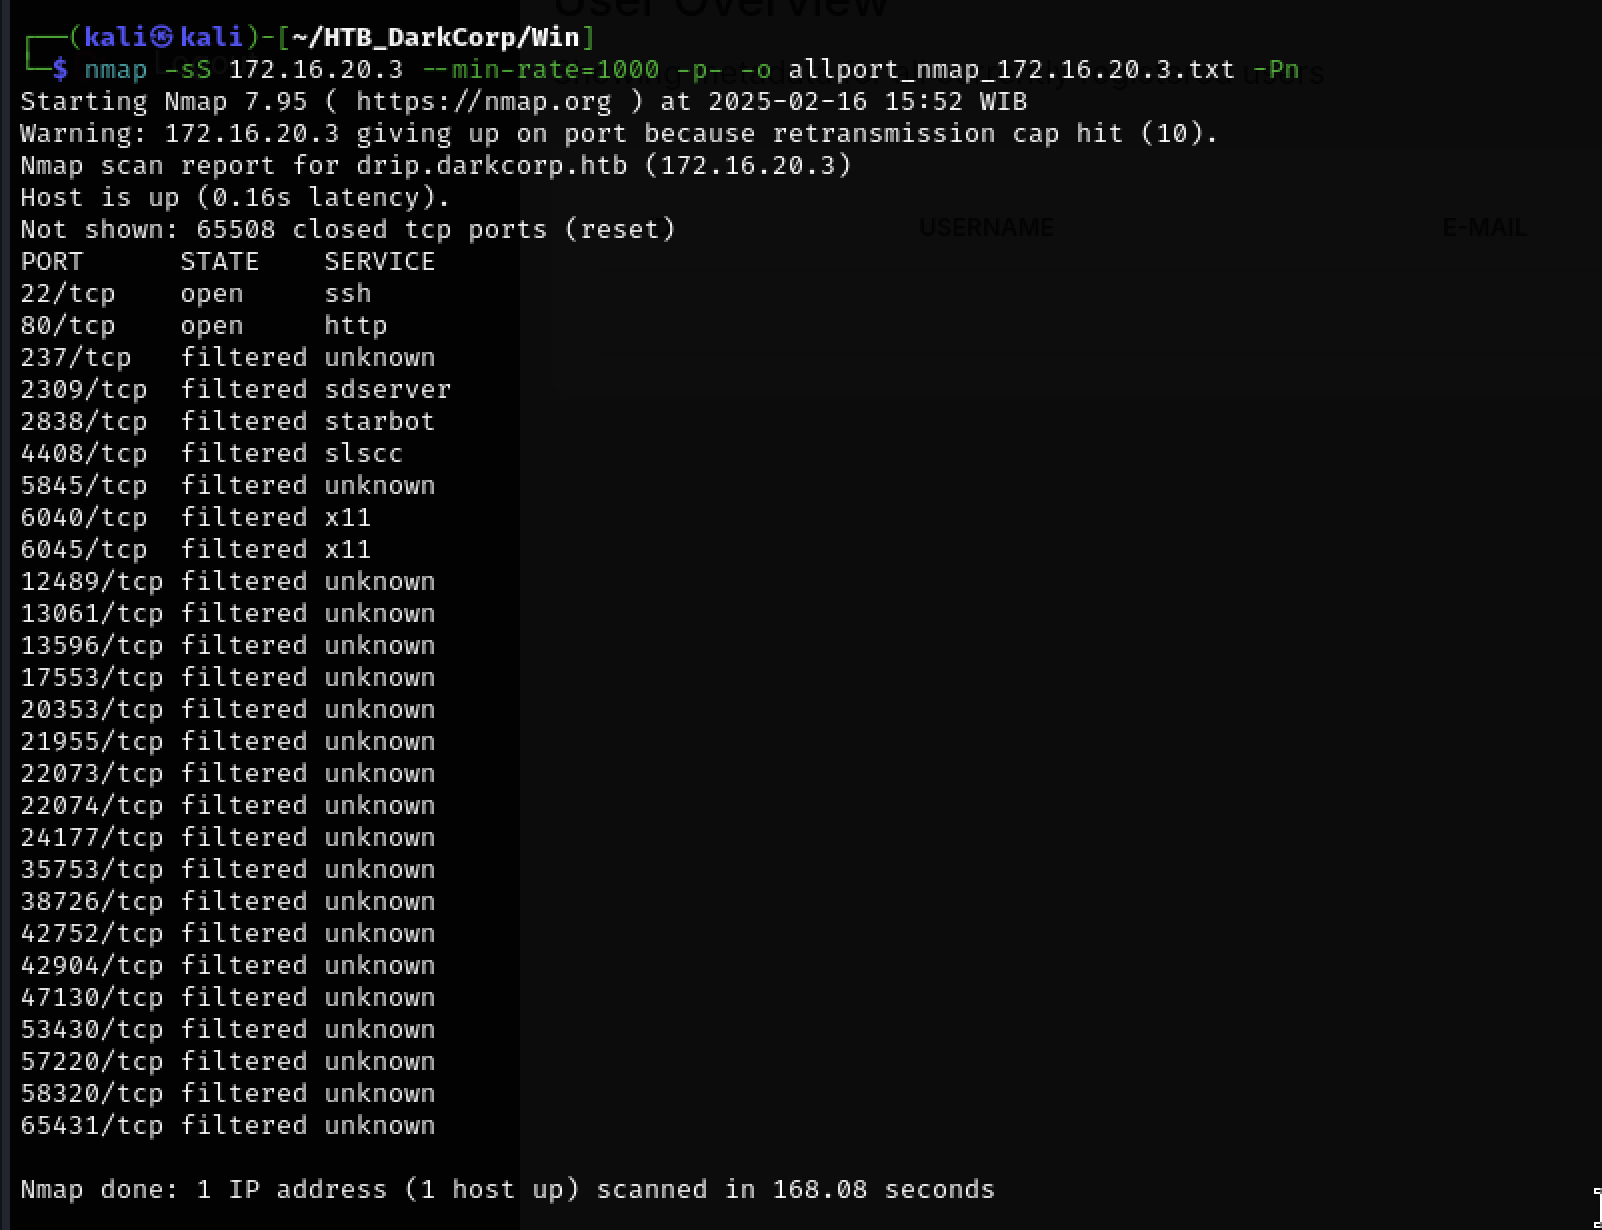 User Overview
┌──(kali㉿kali)-[~/HTB_DarkCorp/Win]
└─$ nmap -sS 172.16.20.3 --min-rate=1000 -p- -o allport_nmap_172.16.20.3.txt -Pn
Starting Nmap 7.95 ( https://nmap.org ) at 2025-02-16 15:52 WIB
Warning: 172.16.20.3 giving up on port because retransmission cap hit (10).
Nmap scan report for drip.darkcorp.htb (172.16.20.3)
Host is up (0.16s latency).
Not shown: 65508 closed tcp ports (reset)
USERNAME E-MAIL
PORT STATE SERVICE
22/tcp open ssh
80/tcp open http
237/tcp filtered unknown
2309/tcp filtered sdserver
2838/tcp filtered starbot
4408/tcp filtered slscc
5845/tcp filtered unknown
6040/tcp filtered x11
6045/tcp filtered x11
12489/tcp filtered unknown
13061/tcp filtered unknown
13596/tcp filtered unknown
17553/tcp filtered unknown
20353/tcp filtered unknown
21955/tcp filtered unknown
22073/tcp filtered unknown
22074/tcp filtered unknown
24177/tcp filtered unknown
35753/tcp filtered unknown
38726/tcp filtered unknown
42752/tcp filtered unknown
42904/tcp filtered unknown
47130/tcp filtered unknown
53430/tcp filtered unknown
57220/tcp filtered unknown
58320/tcp filtered unknown
65431/tcp filtered unknown
Nmap done: 1 IP address (1 host up) scanned in 168.08 seconds